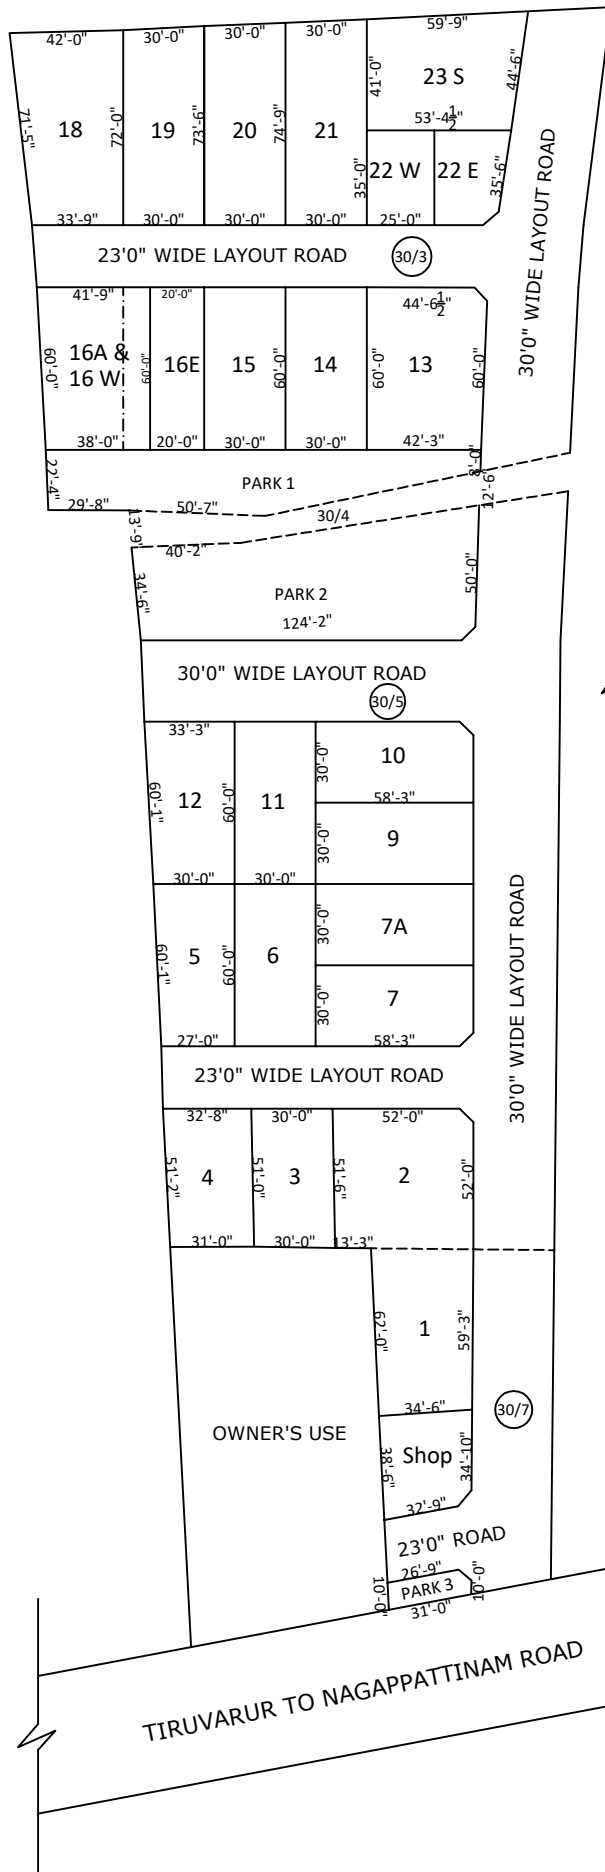 42'-0" 30'-0" 30'-0" 30'-0" 59'-9"
71'-5" 72'-0" 73'-6" 74'-9" 41'-0" 44'-6"
23 S
53'-4 1/2"
18 19 20 21
22 W 22 E
35'-0" 35'-6"
33'-9" 30'-0" 30'-0" 30'-0" 25'-0"
23'0" WIDE LAYOUT ROAD
30/3
30'0" WIDE LAYOUT ROAD
41'-9" 20'-0" 44'-6 1/2"
16A &
16 W
16E 15 14 13
60'-0" 60'-0" 60'-0" 60'-0" 60'-0"
38'-0" 20'-0" 30'-0" 30'-0" 42'-3"
22'-4" PARK 1 8'-0"
29'-8" 50'-7" 12'-6"
30/4
13'-9" 40'-2"
34'-6" PARK 2 50'-0"
124'-2"
30'0" WIDE LAYOUT ROAD
30/5
33'-3"
60'-1" 12 60'-0" 11 30'-0" 10
58'-3"
30'-0" 9
30'-0" 30'-0"
30'-0" 7A
60'-1" 5 60'-0" 6
30'-0" 7
27'-0" 58'-3"
23'0" WIDE LAYOUT ROAD
30'0" WIDE LAYOUT ROAD
32'-8" 30'-0" 52'-0"
51'-2" 4 51'-0" 3 51'-6" 2 52'-0"
31'-0" 30'-0" 13'-3"
62'-0" 1 59'-3"
34'-6"
30/7
OWNER'S USE
38'-6" Shop 34'-10"
32'-9"
23'0" ROAD
26'-9"
10'-0" PARK 3 10'-0"
31'-0"
TIRUVARUR TO NAGAPPATTINAM ROAD